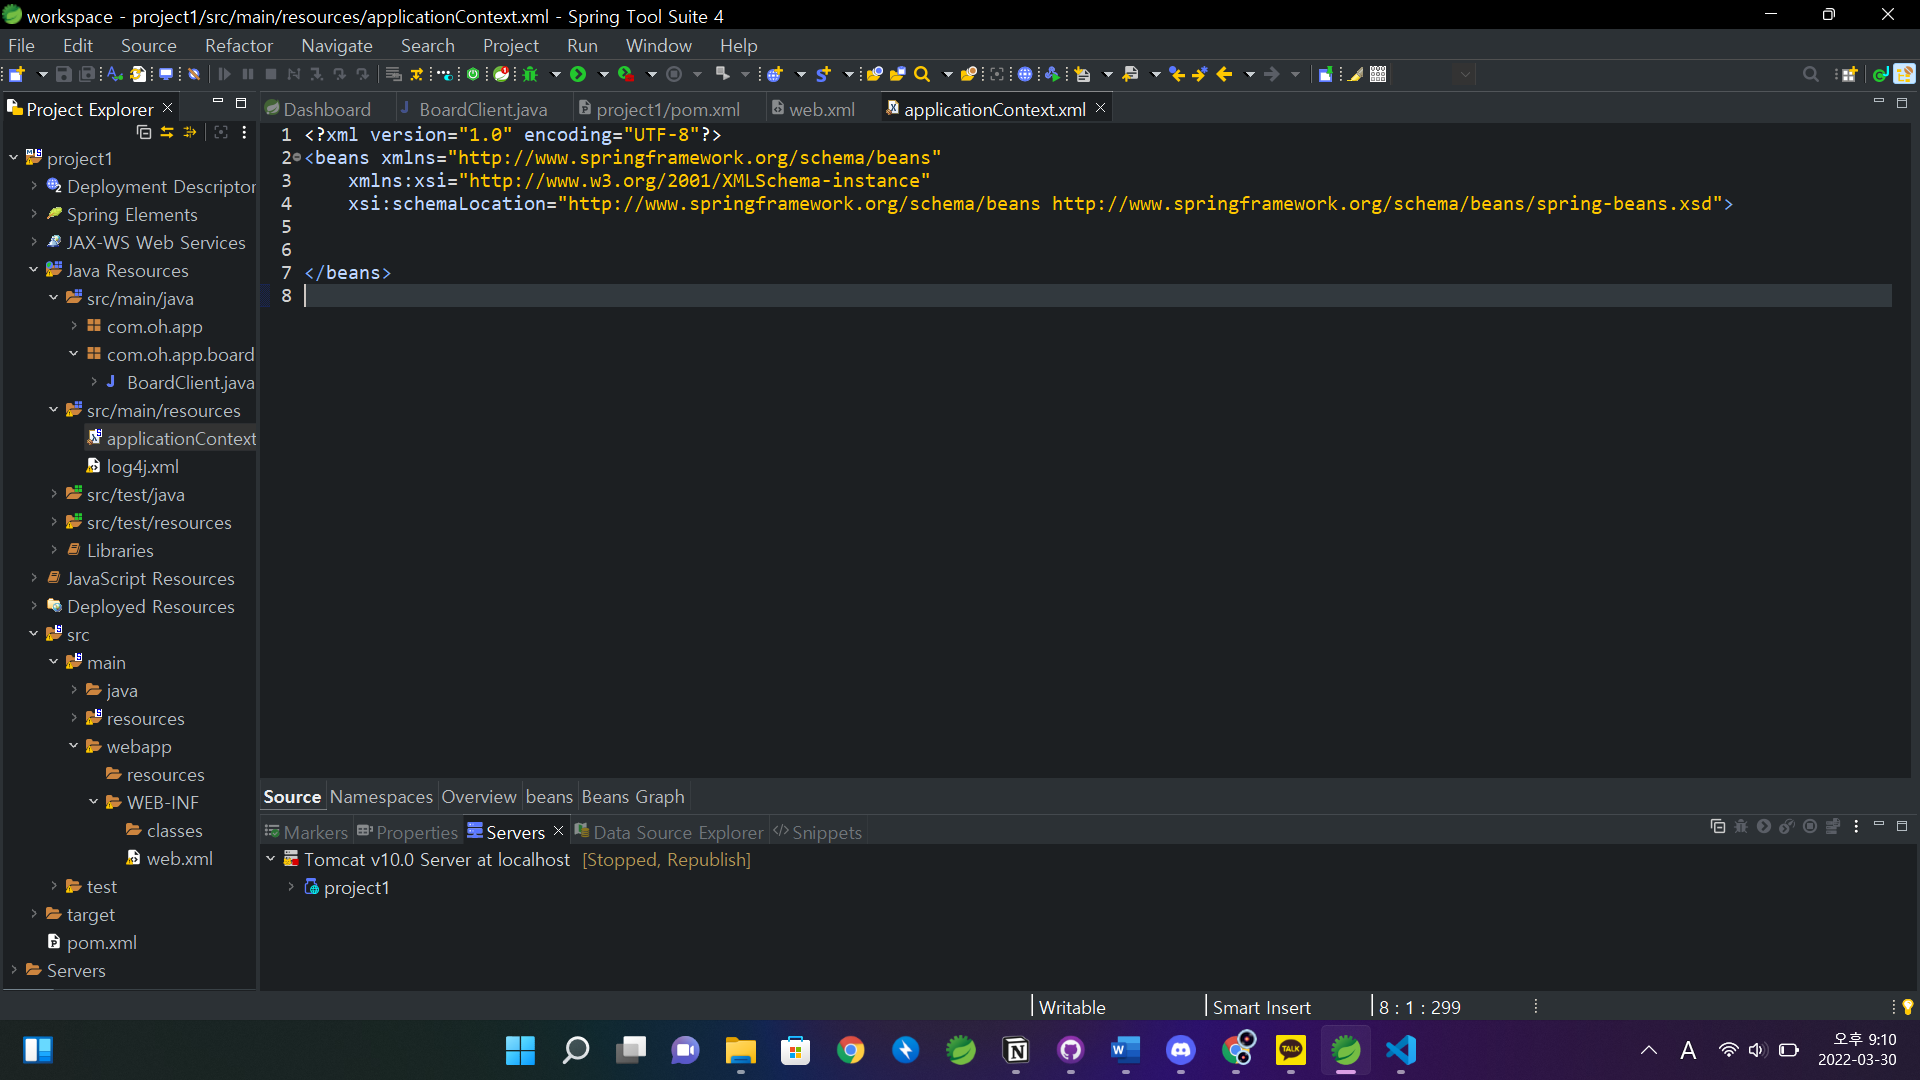 workspace - project1/src/main/resources/applicationContext.xml - Spring Tool Suite 4
File Edit Source Refactor Navigate Search Project Run Window Help
Project Explorer
Dashboard BoardClient.java project1/pom.xml web.xml applicationContext.xml
project1
Deployment Descriptor
Spring Elements
JAX-WS Web Services
Java Resources
src/main/java
com.oh.app
com.oh.app.board
BoardClient.java
src/main/resources
applicationContext
log4j.xml
src/test/java
src/test/resources
Libraries
JavaScript Resources
Deployed Resources
src
main
java
resources
webapp
resources
WEB-INF
classes
web.xml
test
target
pom.xml
Servers
1 <?xml version="1.0" encoding="UTF-8"?>
2 <beans xmlns="http://www.springframework.org/schema/beans"
3 xmlns:xsi="http://www.w3.org/2001/XMLSchema-instance"
4 xsi:schemaLocation="http://www.springframework.org/schema/beans http://www.springframework.org/schema/beans/spring-beans.xsd">
5
6
7 </beans>
8
Source Namespaces Overview beans Beans Graph
Markers Properties Servers Data Source Explorer Snippets
Tomcat v10.0 Server at localhost [Stopped, Republish]
project1
Writable Smart Insert 8 : 1 : 299
TALK
A
오후 9:10
2022-03-30